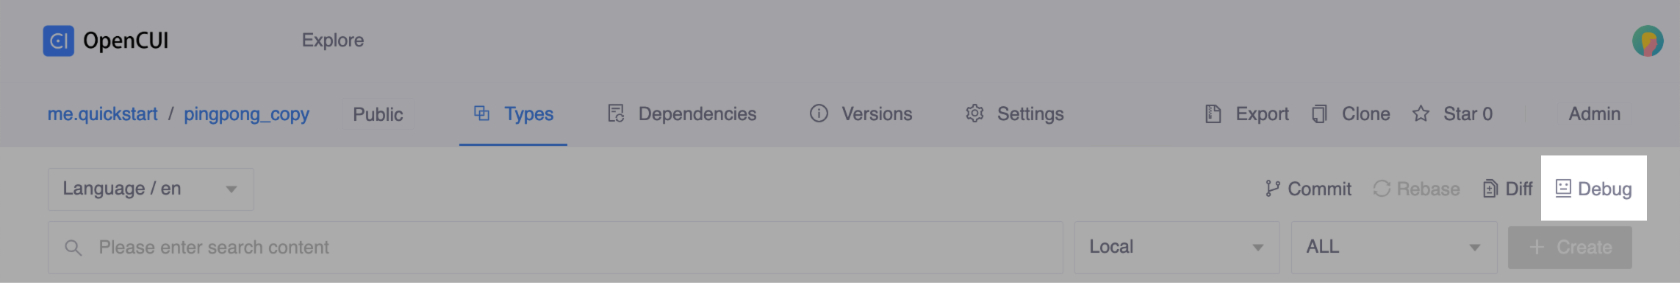 OpenCUI Explore
me.quickstart / pingpong_copy Public Types Dependencies Versions Settings Export Clone Star 0 Admin
Language / en Commit Rebase Diff Debug
Please enter search content Local ALL + Create